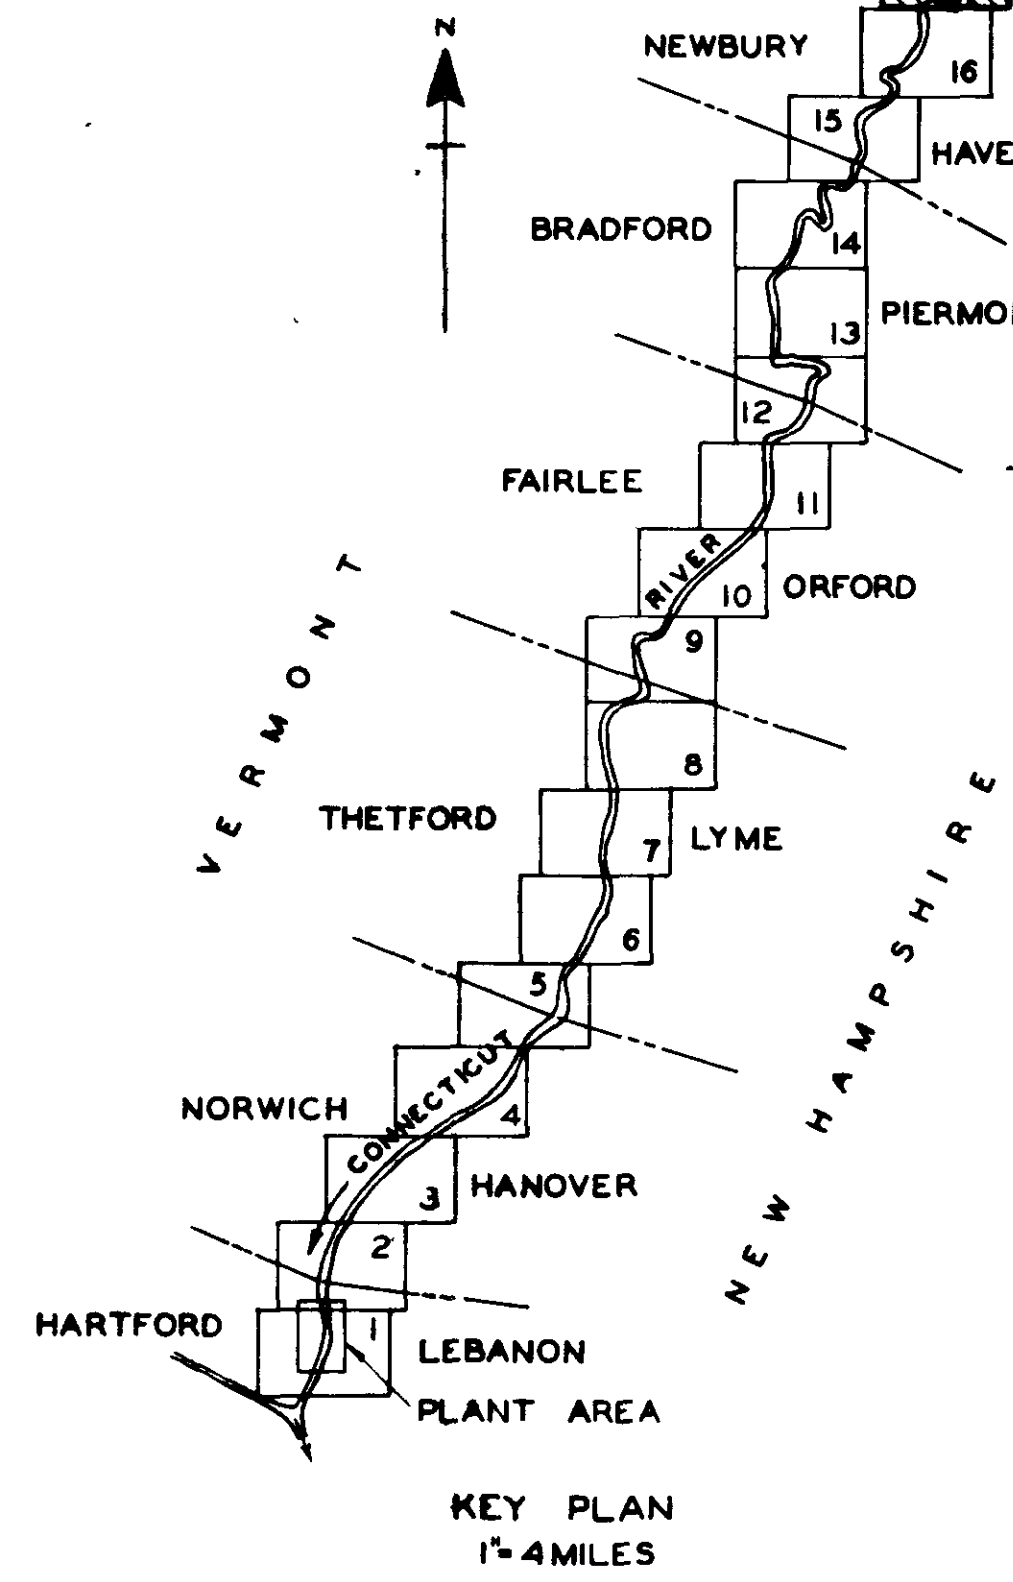 N
NEWBURY
16
15
HAVE
BRADFORD
14
PIERMO
13
12
FAIRLEE
11
RIVER
10
ORFORD
9
VERMONT
8
THETFORD
LYME
7
NEW HAMPSHIRE
6
5
CONNECTICUT
NORWICH
4
HANOVER
3
2
HARTFORD
1
LEBANON
PLANT AREA
KEY PLAN
1"= 4 MILES